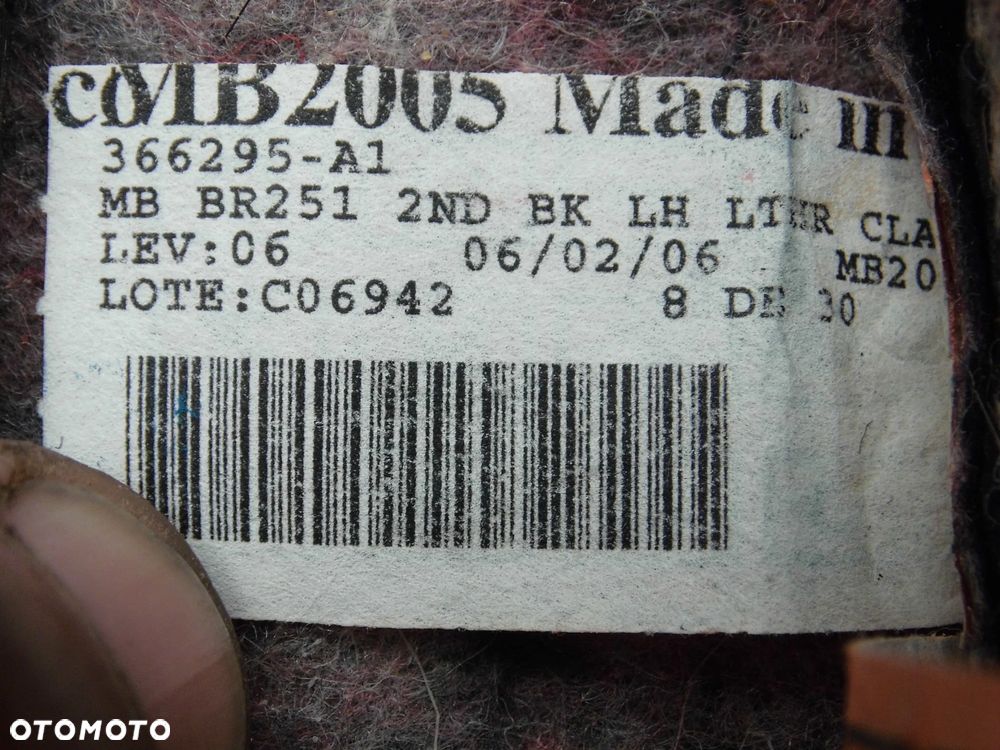 MB2005 Made in
366295-A1
MB BR251 2ND BK LH LTHR CLA
LEV:06 06/02/06 MB20
LOTE:C06942 8 DE 30
OTOMOTO